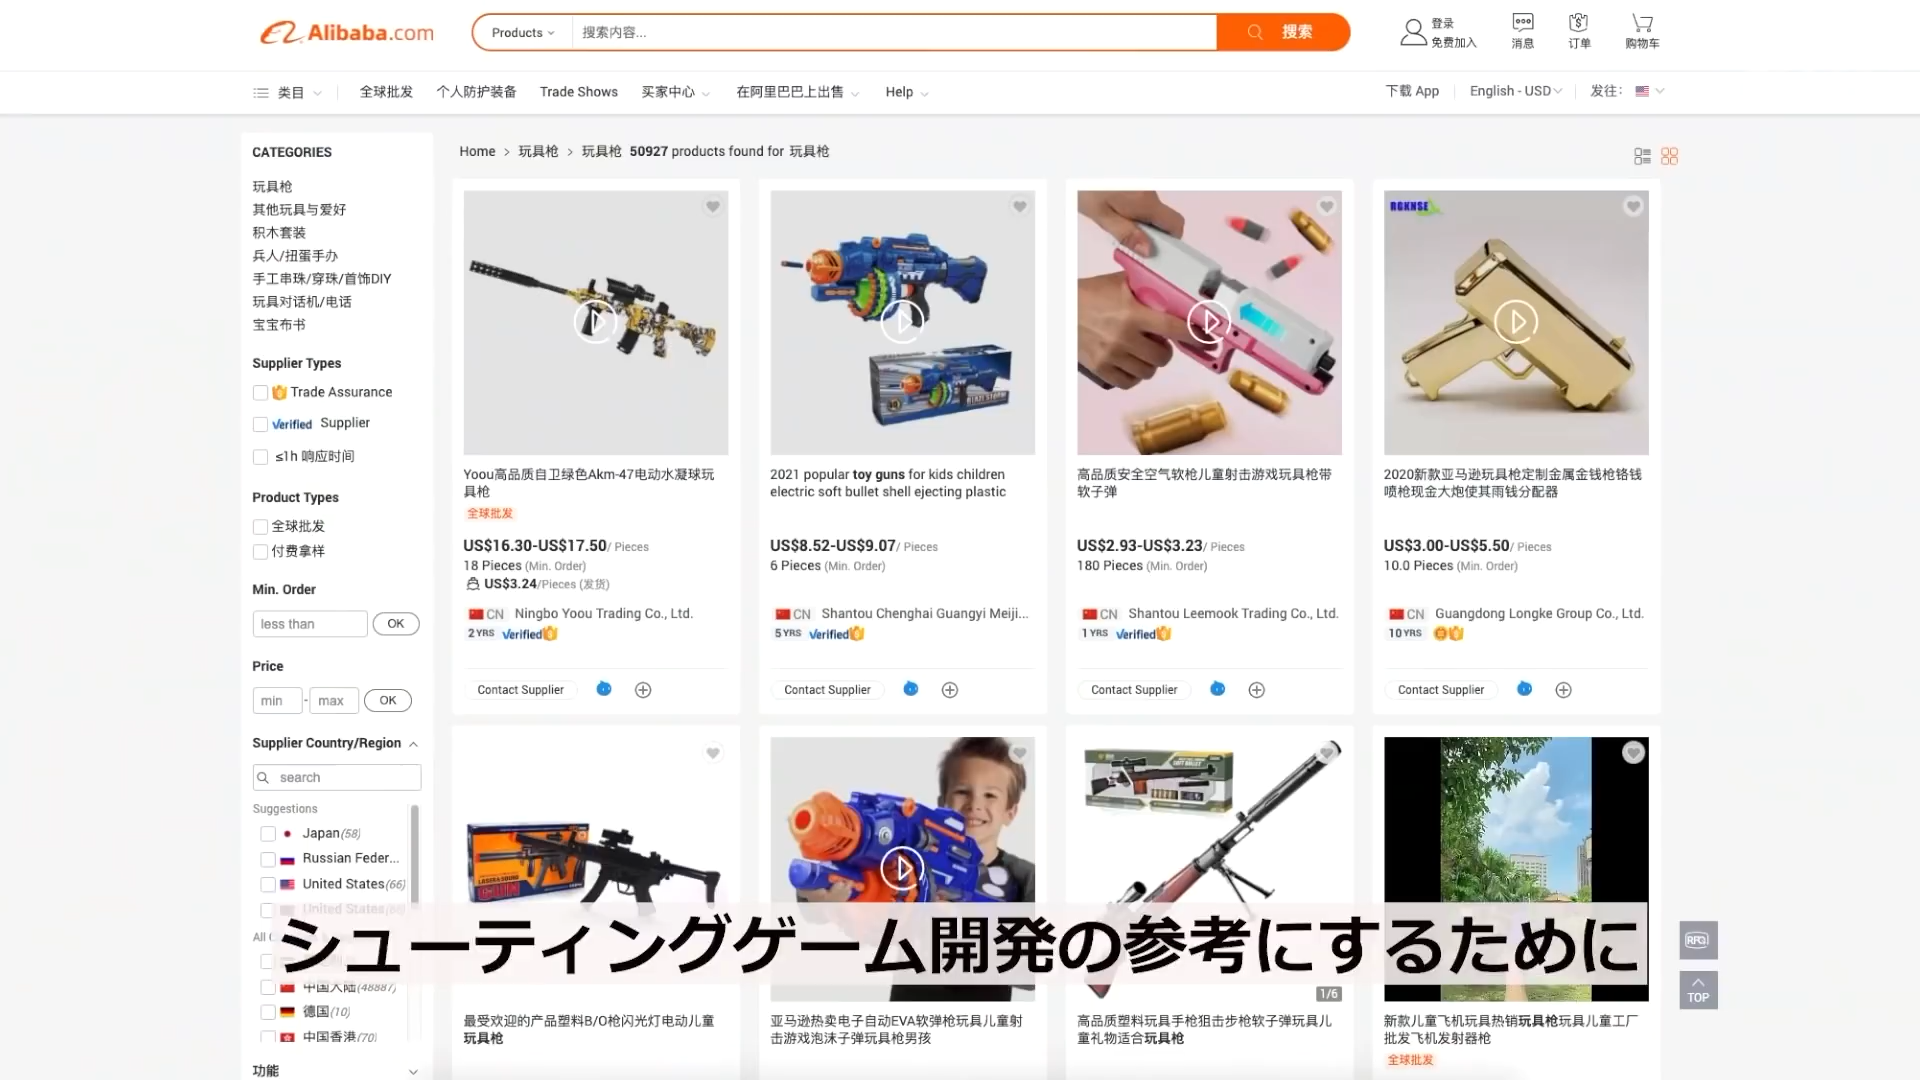 Alibaba.com
Products
搜索内容...
搜索
登录
免费加入
消息
订单
购物车
类目
全球批发
个人防护装备
Trade Shows
买家中心
在阿里巴巴上出售
Help
下载 App
English - USD
发往:
CATEGORIES
玩具枪
其他玩具与爱好
积木套装
兵人/扭蛋手办
手工串珠/穿珠/首饰DIY
玩具对话机/电话
宝宝布书
Supplier Types
Trade Assurance
Verified Supplier
≤1h 响应时间
Product Types
全球批发
付费拿样
Min. Order
less than
OK
Price
min - max OK
Supplier Country/Region
search
Suggestions
Japan(58)
Russian Feder...
United States(66)
United States(66)
中国大陆(48887)
德国(10)
中国香港(70)
功能
Home > 玩具枪 > 玩具枪 50927 products found for 玩具枪
Yoou高品质自卫绿色Akm-47电动水凝球玩
具枪
全球批发
US$16.30-US$17.50/ Pieces
18 Pieces (Min. Order)
US$3.24/Pieces (发货)
CN Ningbo Yoou Trading Co., Ltd.
2 YRS Verified
Contact Supplier
BLAZE STORM
2021 popular toy guns for kids children
electric soft bullet shell ejecting plastic
US$8.52-US$9.07/ Pieces
6 Pieces (Min. Order)
CN Shantou Chenghai Guangyi Meiji...
5 YRS Verified
Contact Supplier
高品质安全空气软枪儿童射击游戏玩具枪带
软子弹
US$2.93-US$3.23/ Pieces
180 Pieces (Min. Order)
CN Shantou Leemook Trading Co., Ltd.
1 YRS Verified
Contact Supplier
RGKNSE
2020新款亚马逊玩具枪定制金属金钱枪铬钱
喷枪现金大炮使其雨钱分配器
US$3.00-US$5.50/ Pieces
10.0 Pieces (Min. Order)
CN Guangdong Longke Group Co., Ltd.
10 YRS
Contact Supplier
シューティングゲーム開発の参考にするために
最受欢迎的产品塑料B/O枪闪光灯电动儿童
玩具枪
亚马逊热卖电子自动EVA软弹枪玩具儿童射
击游戏泡沫子弹玩具枪男孩
SOFT BULLET
1/6
高品质塑料玩具手枪狙击步枪软子弹玩具儿
童礼物适合玩具枪
新款儿童飞机玩具热销玩具枪玩具儿童工厂
批发飞机发射器枪
全球批发
RFQ
TOP